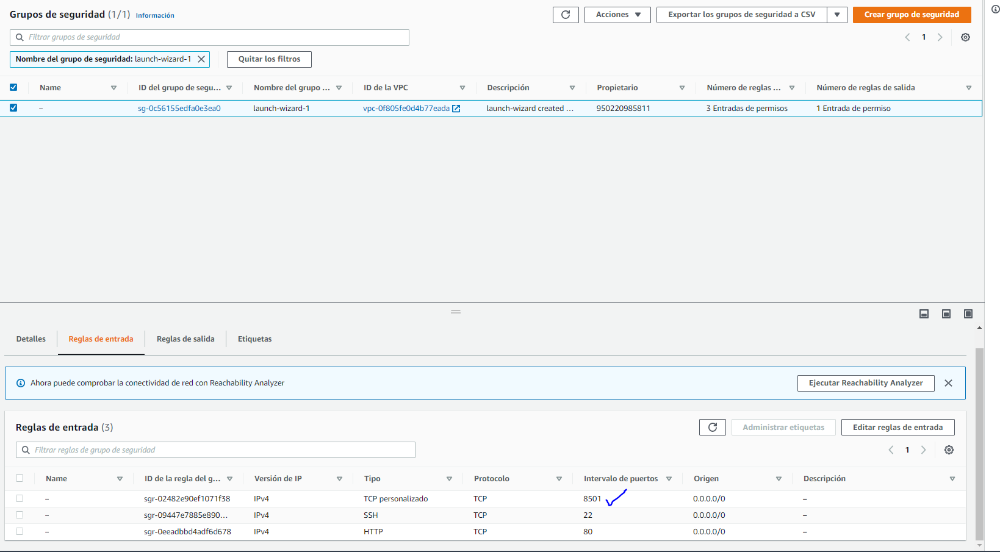 Grupos de seguridad (1/1) Información
Acciones
Exportar los grupos de seguridad a CSV
Crear grupo de seguridad
Filtrar grupos de seguridad
1
Nombre del grupo de seguridad: launch-wizard-1
Quitar los filtros
Name ID del grupo de segu... Nombre del grupo ... ID de la VPC Descripción Propietario Número de reglas ... Número de reglas de salida
– sg-0c56155edfa0e3ea0 launch-wizard-1 vpc-0f805fe0d4b77eada launch-wizard created ... 950220985811 3 Entradas de permisos 1 Entrada de permiso
Detalles Reglas de entrada Reglas de salida Etiquetas
Ahora puede comprobar la conectividad de red con Reachability Analyzer
Ejecutar Reachability Analyzer
Reglas de entrada (3)
Administrar etiquetas
Editar reglas de entrada
Filtrar reglas de grupo de seguridad
1
Name ID de la regla del g... Versión de IP Tipo Protocolo Intervalo de puertos Origen Descripción
– sgr-02482e90ef1071f38 IPv4 TCP personalizado TCP 8501 0.0.0.0/0 –
– sgr-09447e7885e890... IPv4 SSH TCP 22 0.0.0.0/0 –
– sgr-0eeadbbd4adf6d678 IPv4 HTTP TCP 80 0.0.0.0/0 –